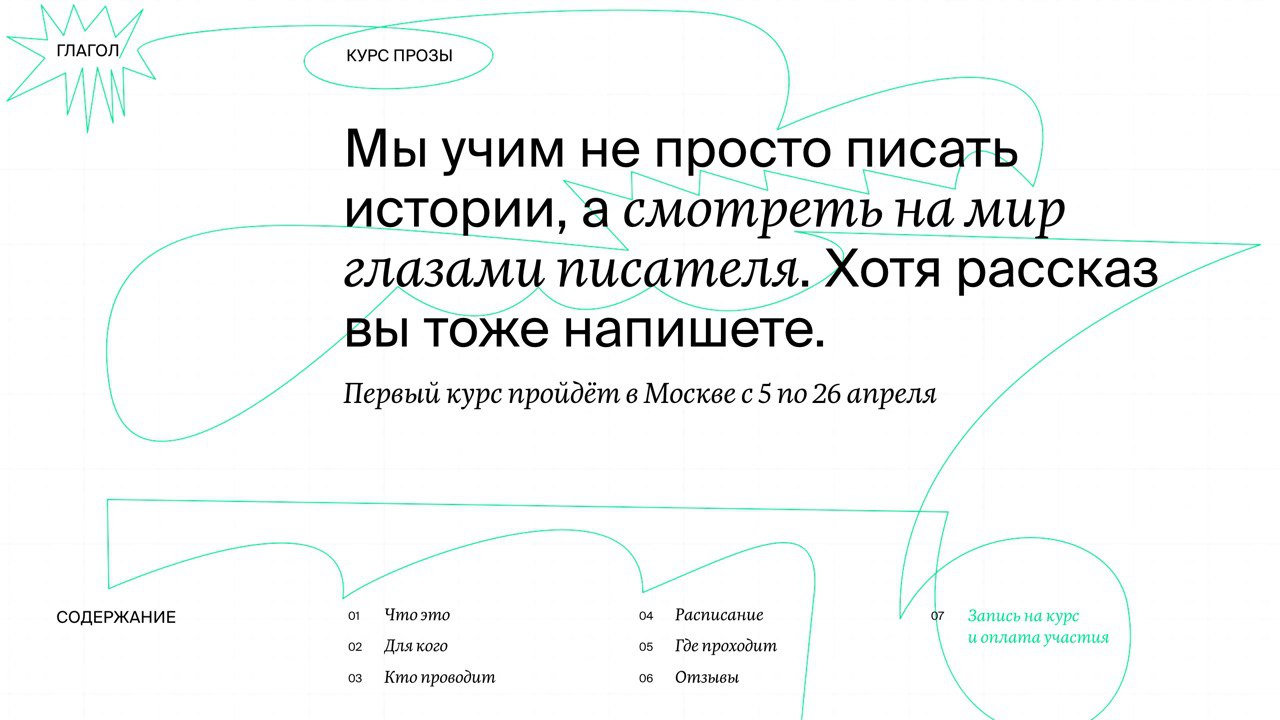 ГЛАГОЛ
КУРС ПРОЗЫ
Мы учим не просто писать
истории, а смотреть на мир
глазами писателя. Хотя рассказ
вы тоже напишете.
Первый курс пройдёт в Москве с 5 по 26 апреля
СОДЕРЖАНИЕ
01 Что это
02 Для кого
03 Кто проводит
04 Расписание
05 Где проходит
06 Отзывы
07 Запись на курс
и оплата участия